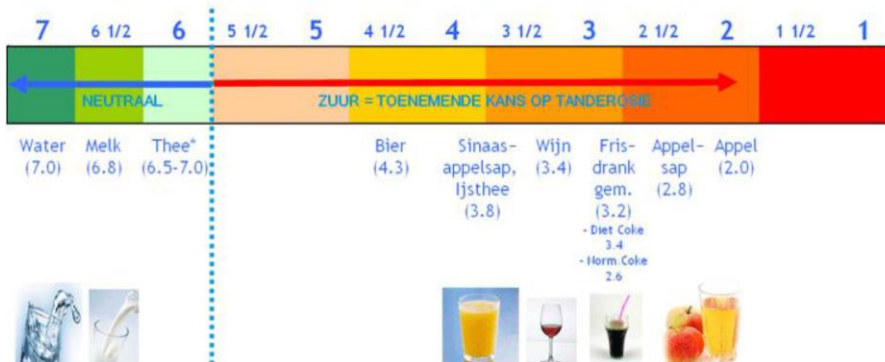 7 6 1/2 6 5 1/2 5 4 1/2 4 3 1/2 3 2 1/2 2 1 1/2 1
NEUTRAAL ZUUR = TOENEMENDE KANS OP TANDEROSIE
Water
(7.0)
Melk
(6.8)
Thee*
(6.5-7.0)
Bier
(4.3)
Sinaas-
appelsap,
Ijsthee
(3.8)
Wijn
(3.4)
Fris-
drank
gem.
(3.2)
- Diet Coke
3.4
- Norm.Coke
2.6
Appel-
sap
(2.8)
Appel
(2.0)